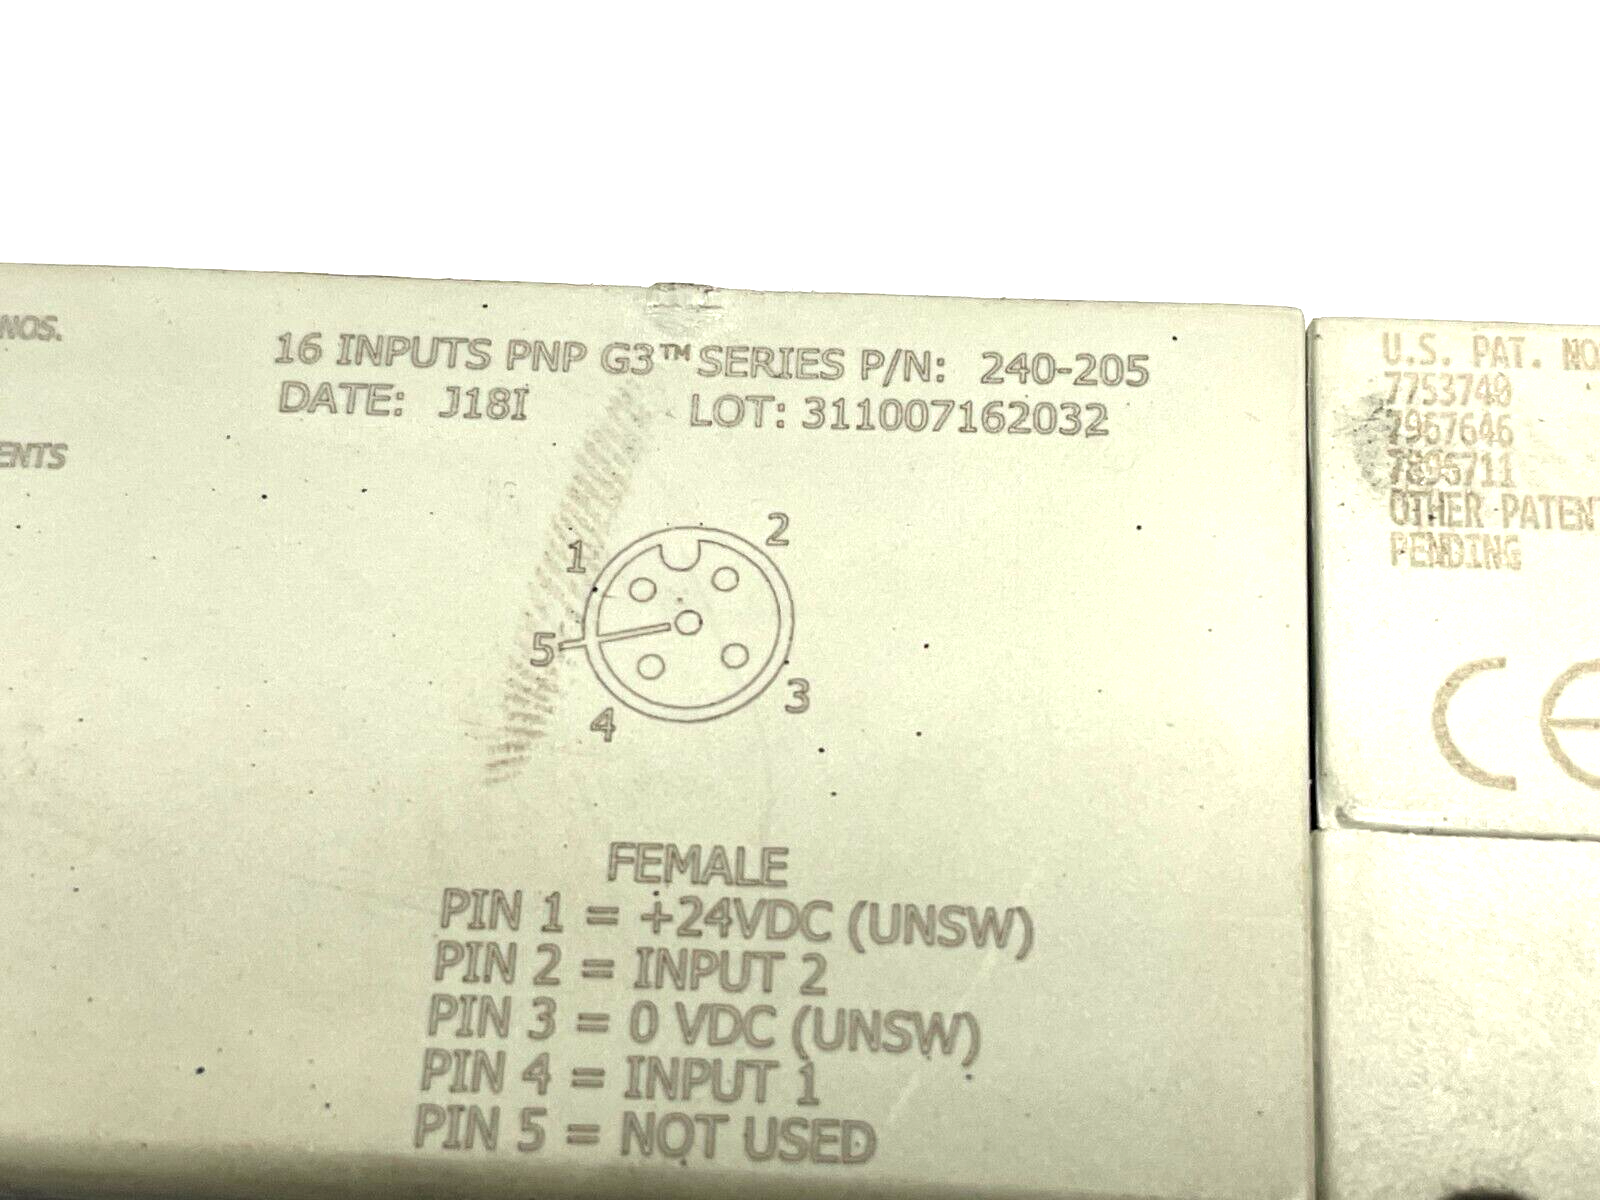 NOS.
ENTS
16 INPUTS PNP G3™ SERIES P/N: 240-205
DATE: J18I LOT: 311007162032
1
2
5
3
4
FEMALE
PIN 1 = +24VDC (UNSW)
PIN 2 = INPUT 2
PIN 3 = 0 VDC (UNSW)
PIN 4 = INPUT 1
PIN 5 = NOT USED
U.S. PAT. NO
7753740
7967646
7896711
OTHER PATENT
PENDING
CE